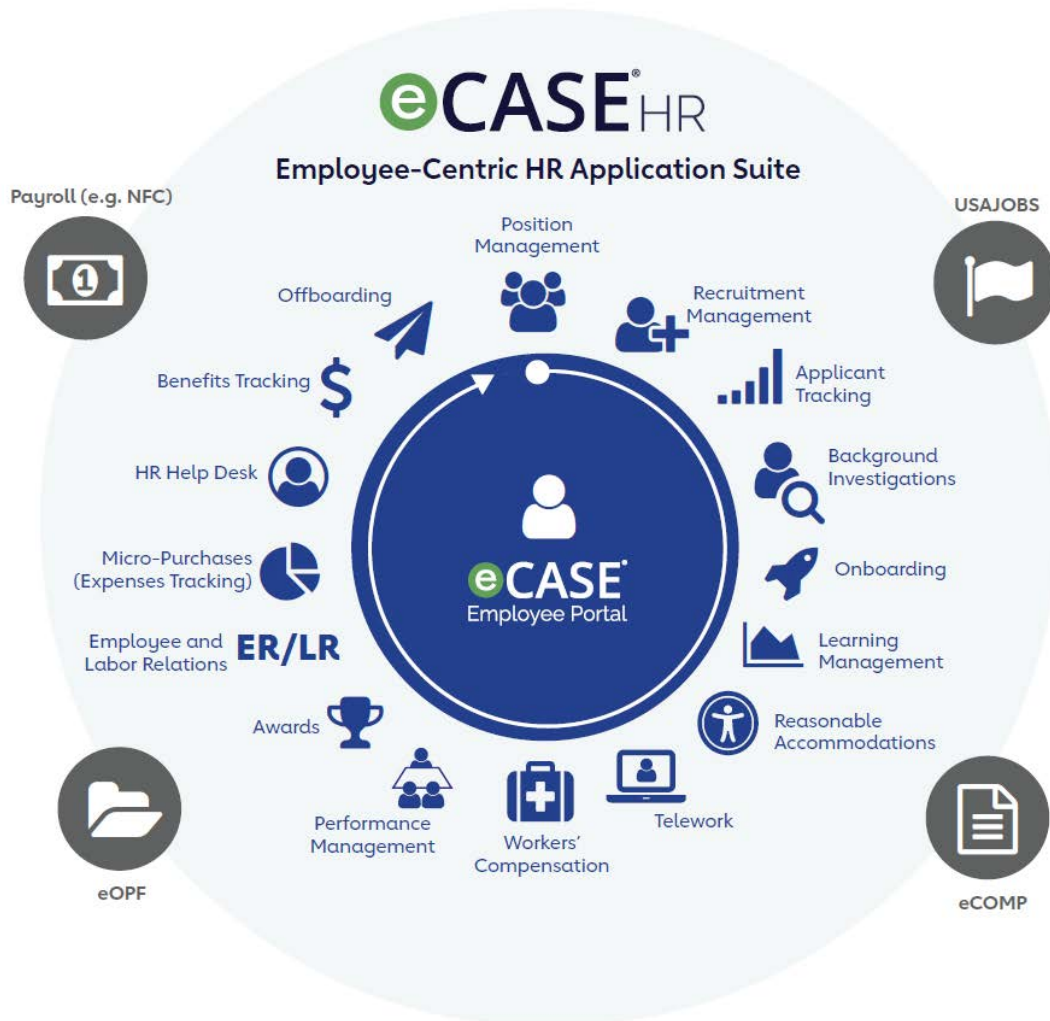 eCASE® HR
Employee-Centric HR Application Suite
Payroll (e.g. NFC)
1
USAJOBS
Position
Management
Recruitment
Management
Applicant
Tracking
Background
Investigations
Onboarding
Learning
Management
Reasonable
Accommodations
Telework
Workers’
Compensation
Performance
Management
Awards
Employee and
Labor Relations
ER/LR
Micro-Purchases
(Expenses Tracking)
HR Help Desk
Benefits Tracking
$
Offboarding
eCASE®
Employee Portal
eOPF
eCOMP